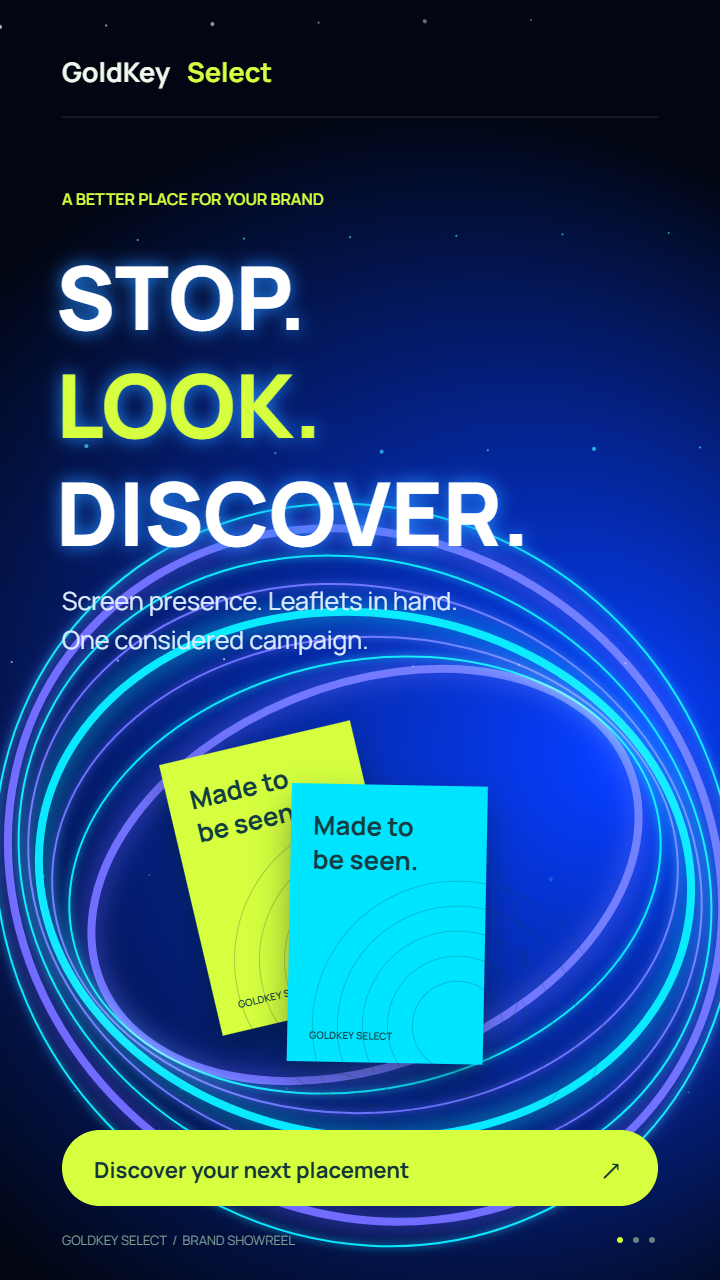 GoldKey Select
A BETTER PLACE FOR YOUR BRAND
STOP.
LOOK.
DISCOVER.
Screen presence. Leaflets in hand.
One considered campaign.
Made to
be seen
GOLDKEY S
Made to
be seen.
GOLDKEY SELECT
Discover your next placement ↗
GOLDKEY SELECT / BRAND SHOWREEL